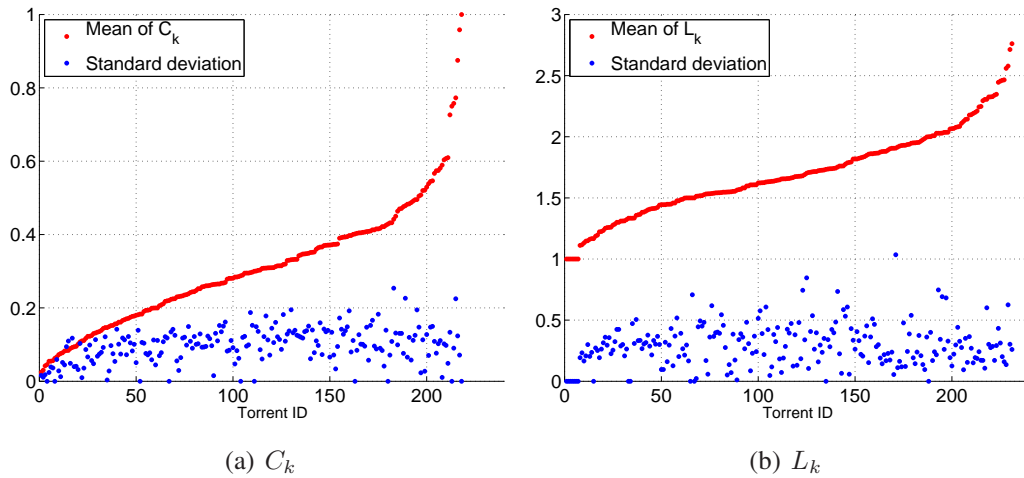 1
0.8
0.6
0.4
0.2
0
0 50 100 150 200
Torrent ID
Mean of C_k
Standard deviation
(a) C_k
3
2.5
2
1.5
1
0.5
0
0 50 100 150 200
Torrent ID
Mean of L_k
Standard deviation
(b) L_k